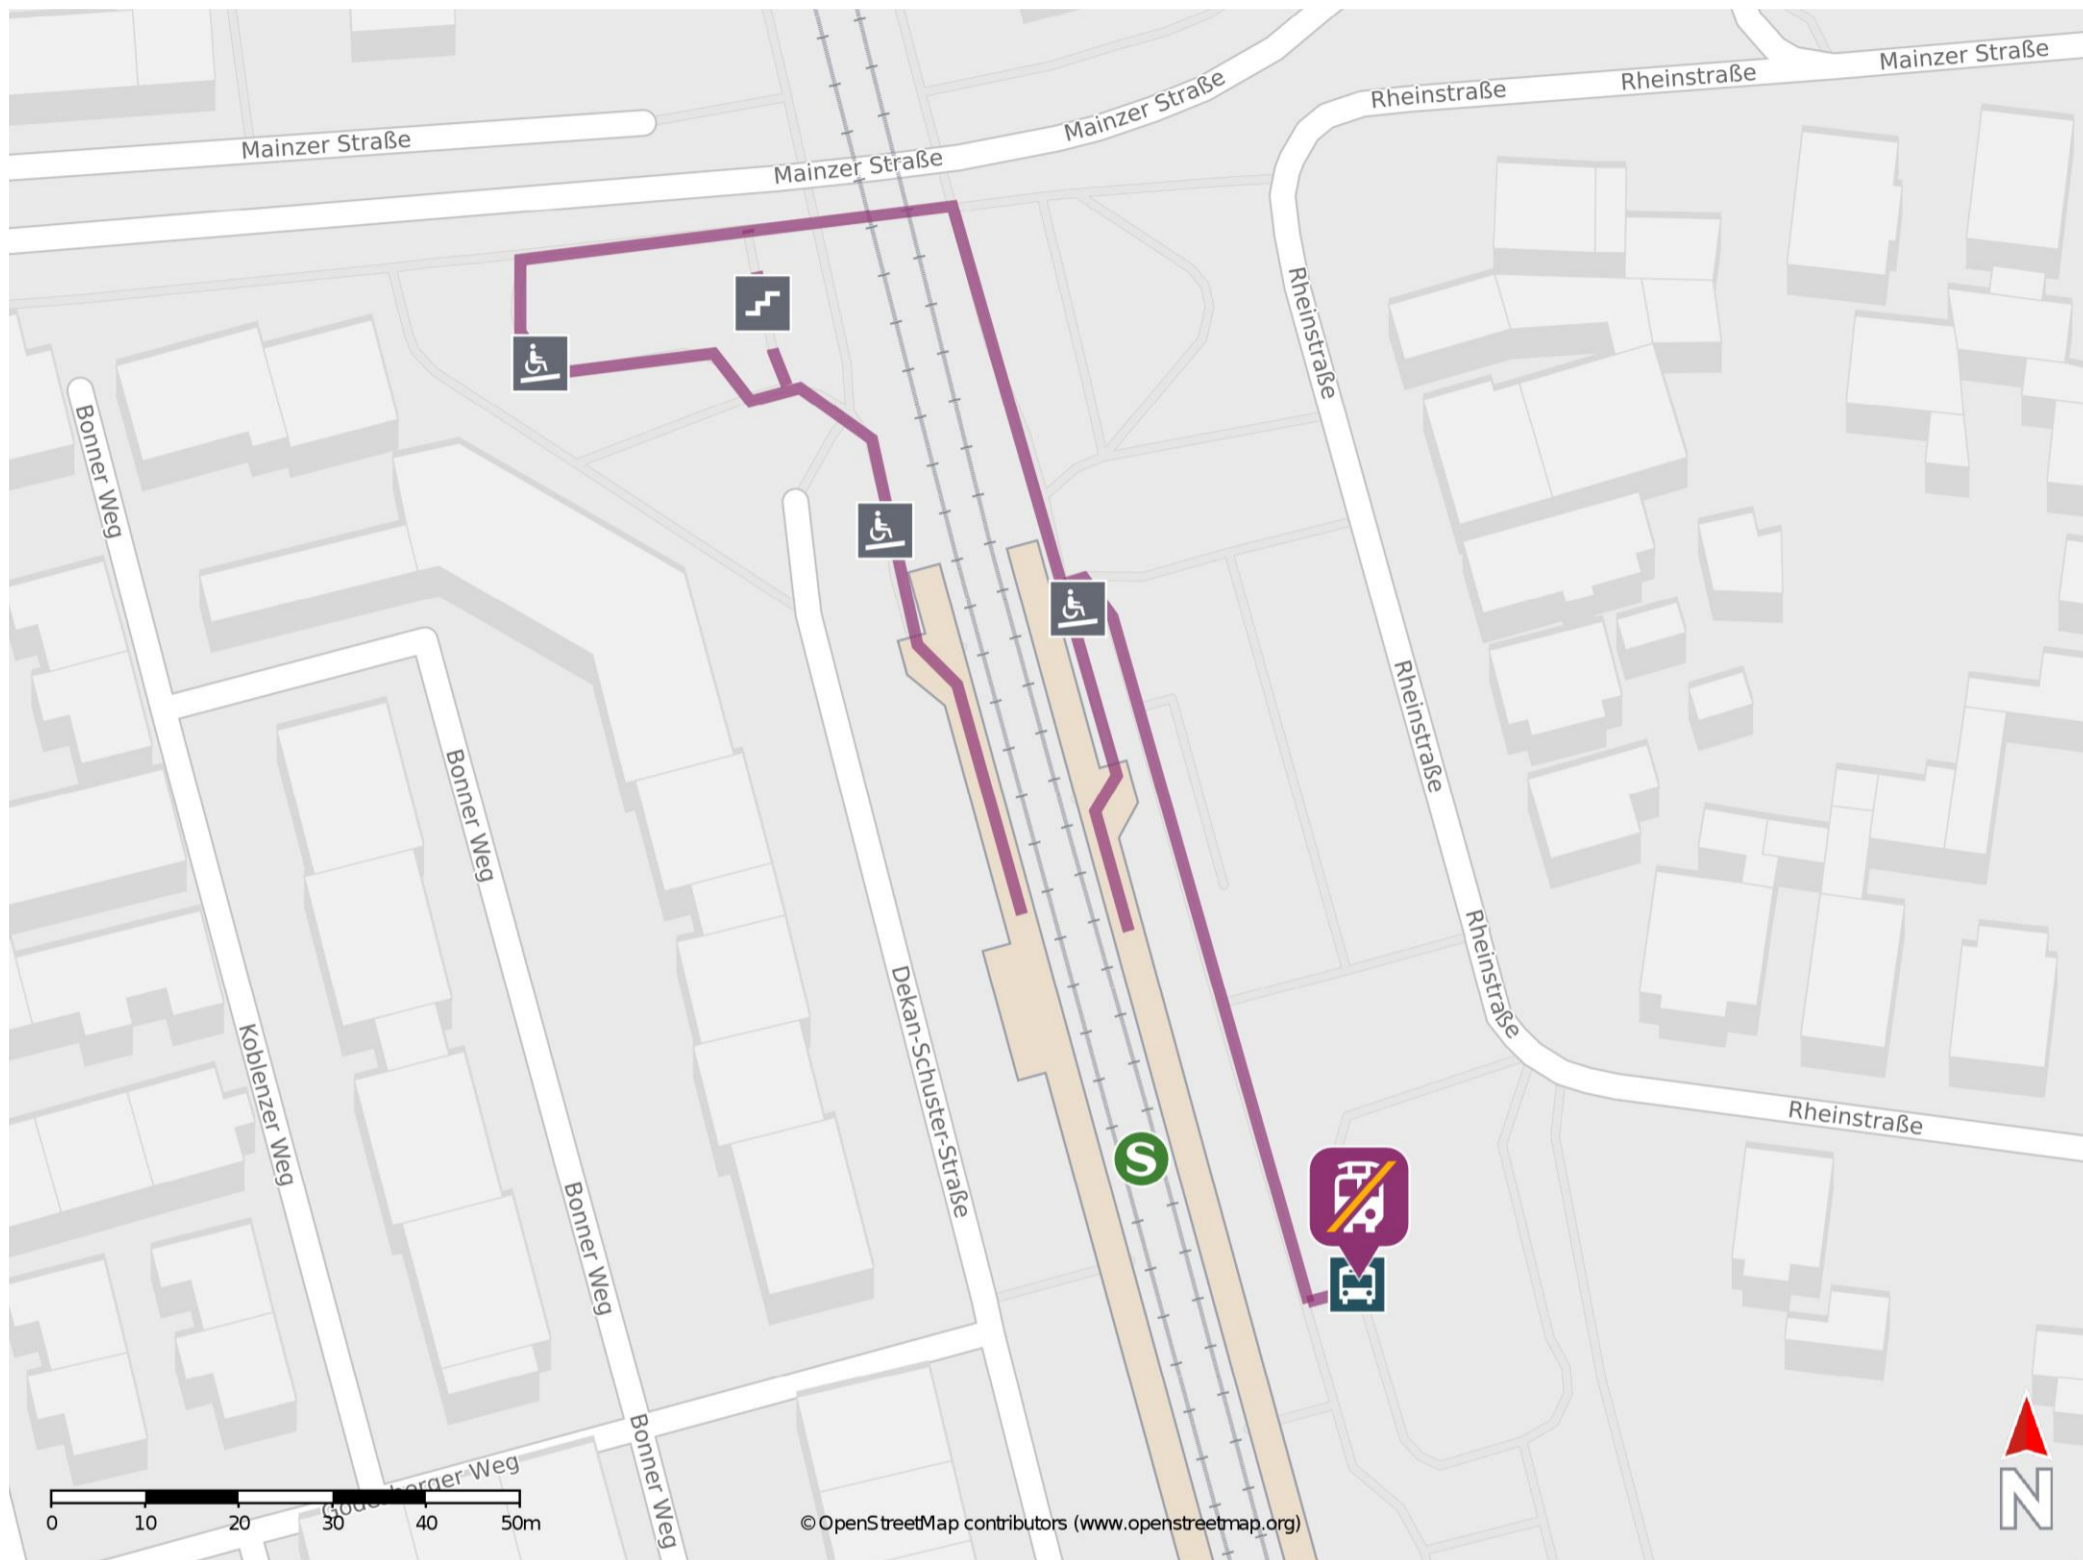 Mainzer Straße
Rheinstraße
Rheinstraße
Mainzer Straße
Mainzer Straße
Mainzer Straße
Rheinstraße
Bonner Weg
Rheinstraße
Bonner Weg
Rheinstraße
Dekan-Schuster-Straße
Koblenzer Weg
Rheinstraße
S
Bonner Weg
Bonner Weg
Godesberger Weg
0 10 20 30 40 50m
©OpenStreetMap contributors (www.openstreetmap.org)
N